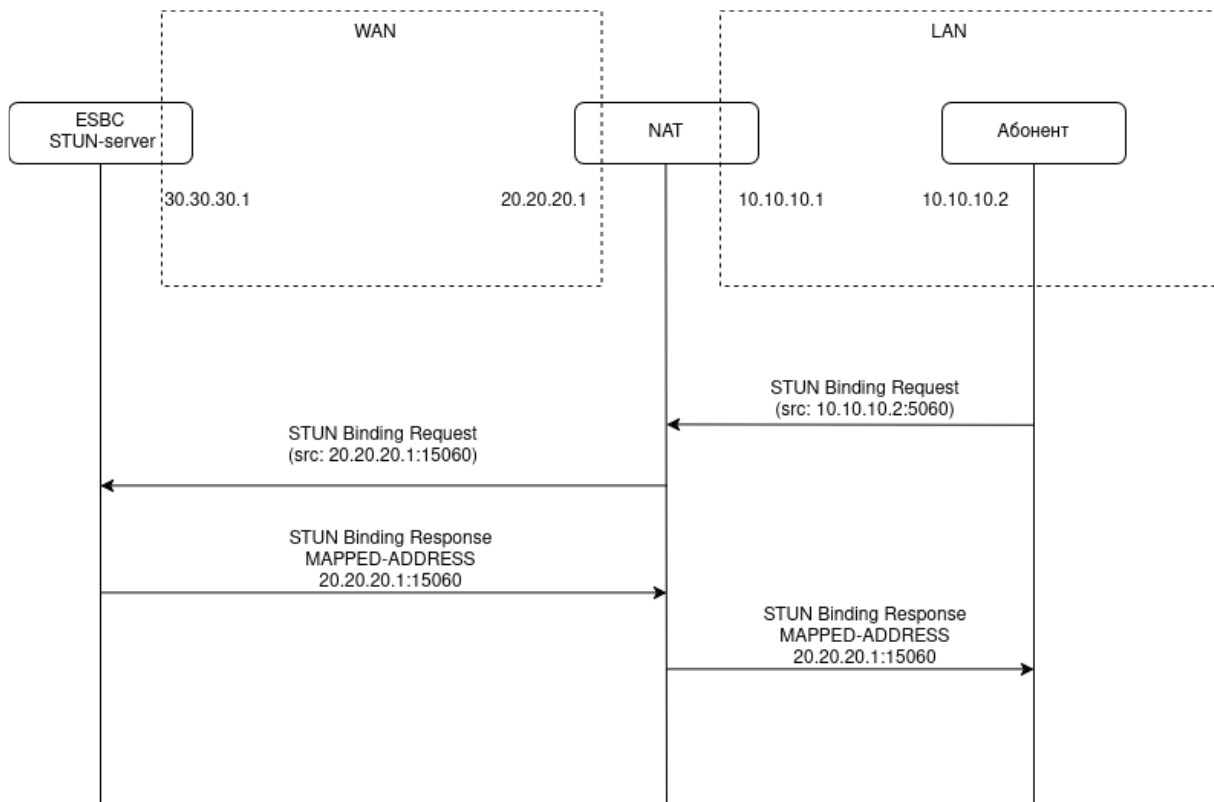 WAN
LAN
ESBC
STUN-server
NAT
Абонент
30.30.30.1
20.20.20.1
10.10.10.1
10.10.10.2
STUN Binding Request
(src: 10.10.10.2:5060)
STUN Binding Request
(src: 20.20.20.1:15060)
STUN Binding Response
MAPPED-ADDRESS
20.20.20.1:15060
STUN Binding Response
MAPPED-ADDRESS
20.20.20.1:15060